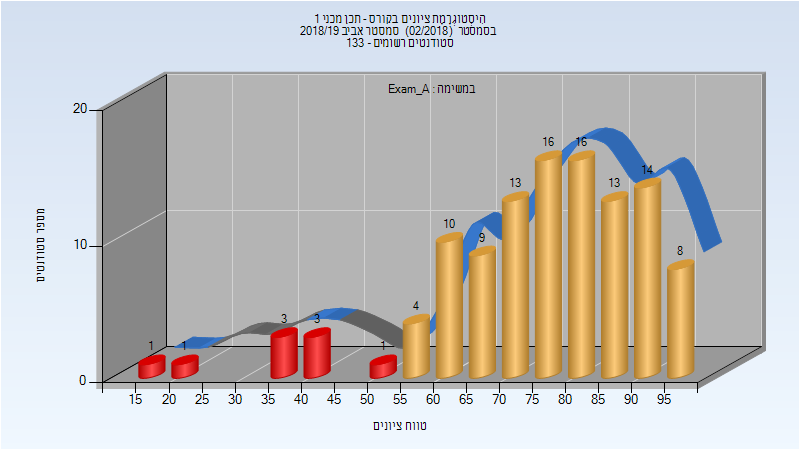 היסטוגרמת ציונים בקורס - תכן מכני 1
בסמסטר (02/2018) סמסטר אביב 2018/19
סטודנטים רשומים - 133
במשימה : Exam_A
מספר סטודנטים
20
10
0
1 1 3 3 1 4 10 9 13 16 16 13 14 8
15 20 25 30 35 40 45 50 55 60 65 70 75 80 85 90 95
טווח ציונים